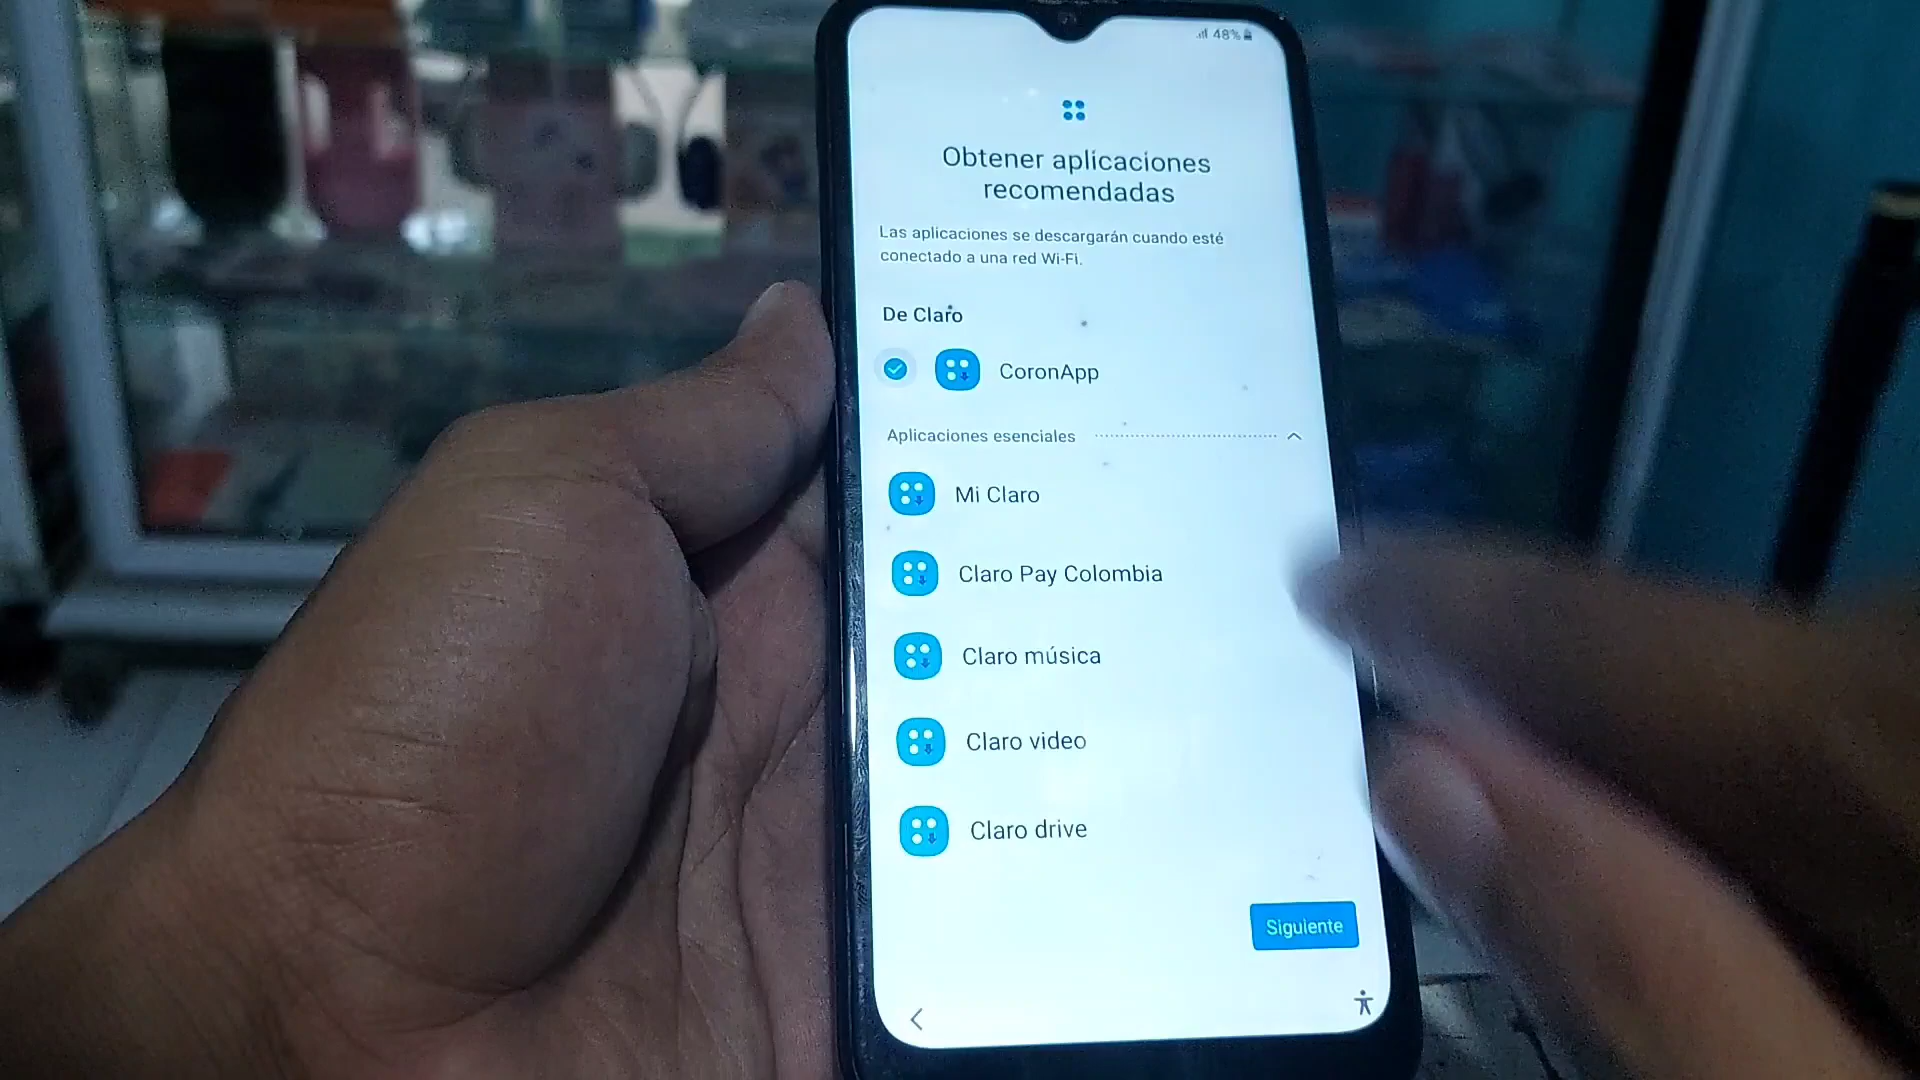 48%
Obtener aplicaciones
recomendadas
Las aplicaciones se descargarán cuando esté
conectado a una red Wi-Fi.
De Claro
CoronApp
Aplicaciones esenciales
Mi Claro
Claro Pay Colombia
Claro música
Claro video
Claro drive
Siguiente